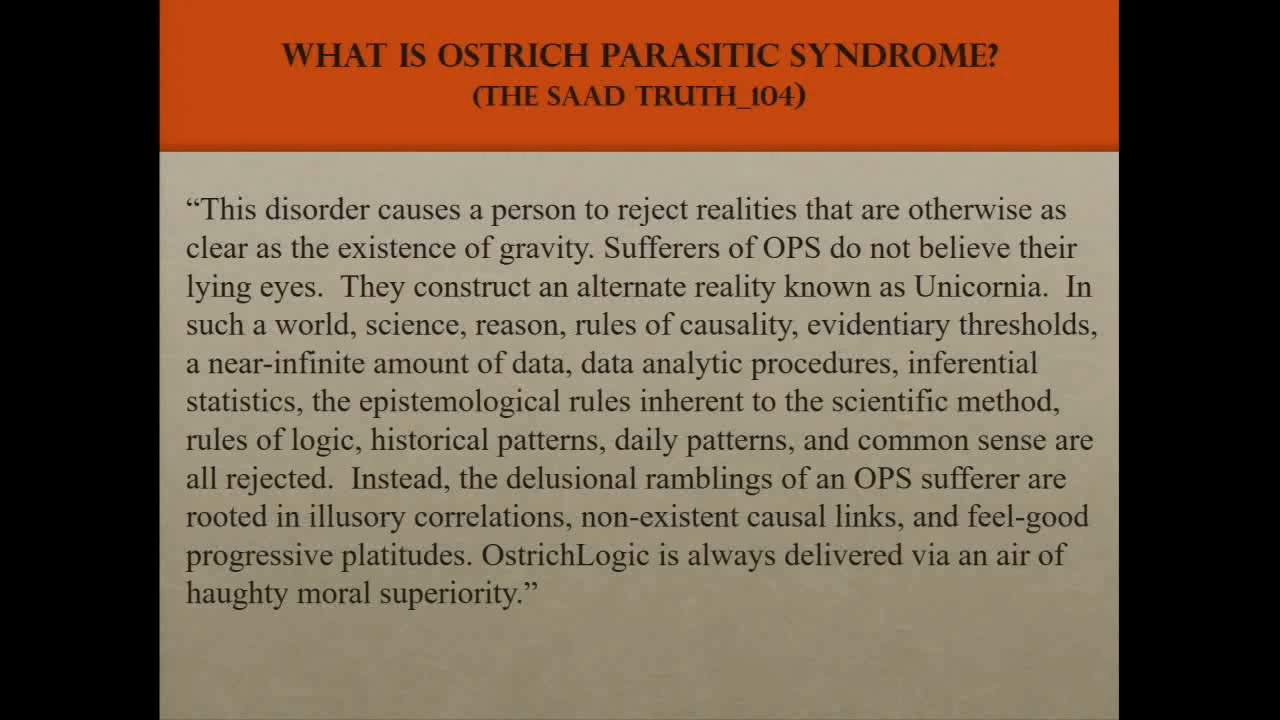 WHAT IS OSTRICH PARASITIC SYNDROME?
(THE SAAD TRUTH_104)
“This disorder causes a person to reject realities that are otherwise as
clear as the existence of gravity. Sufferers of OPS do not believe their
lying eyes.  They construct an alternate reality known as Unicornia.  In
such a world, science, reason, rules of causality, evidentiary thresholds,
a near-infinite amount of data, data analytic procedures, inferential
statistics, the epistemological rules inherent to the scientific method,
rules of logic, historical patterns, daily patterns, and common sense are
all rejected.  Instead, the delusional ramblings of an OPS sufferer are
rooted in illusory correlations, non-existent causal links, and feel-good
progressive platitudes. OstrichLogic is always delivered via an air of
haughty moral superiority.”